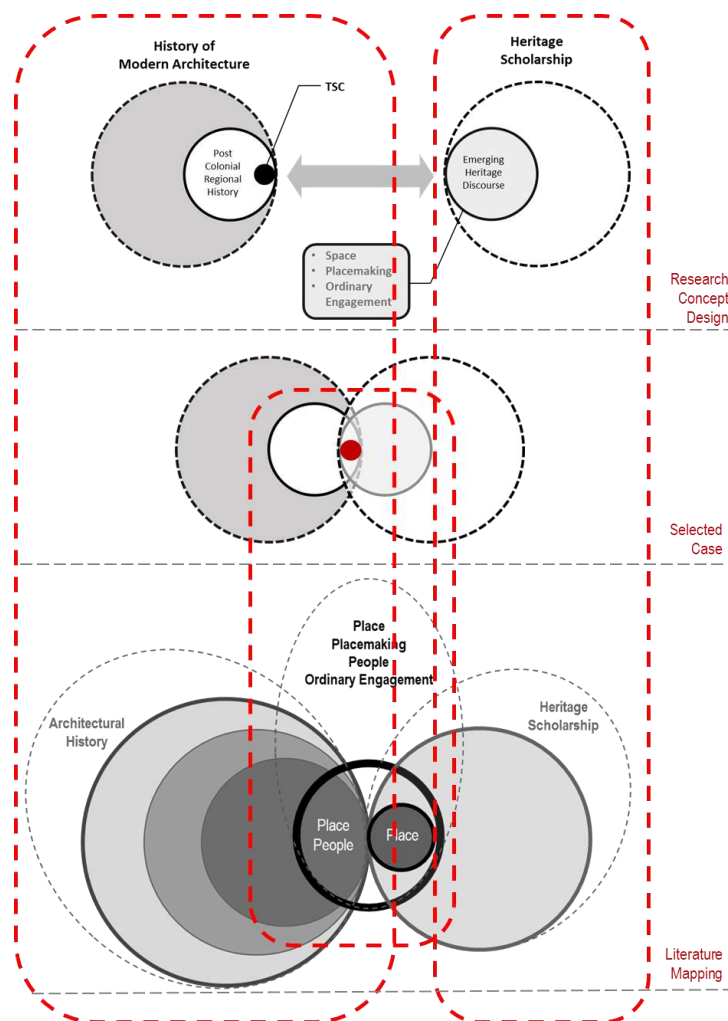 History of
Modern Architecture
Heritage
Scholarship
TSC
Post
Colonial
Regional
History
Emerging
Heritage
Discourse
• Space
• Placemaking
• Ordinary
Engagement
Research
Concept
Design
Selected
Case
Place
Placemaking
People
Ordinary Engagement
Architectural
History
Heritage
Scholarship
Place
People
Place
Literature
Mapping